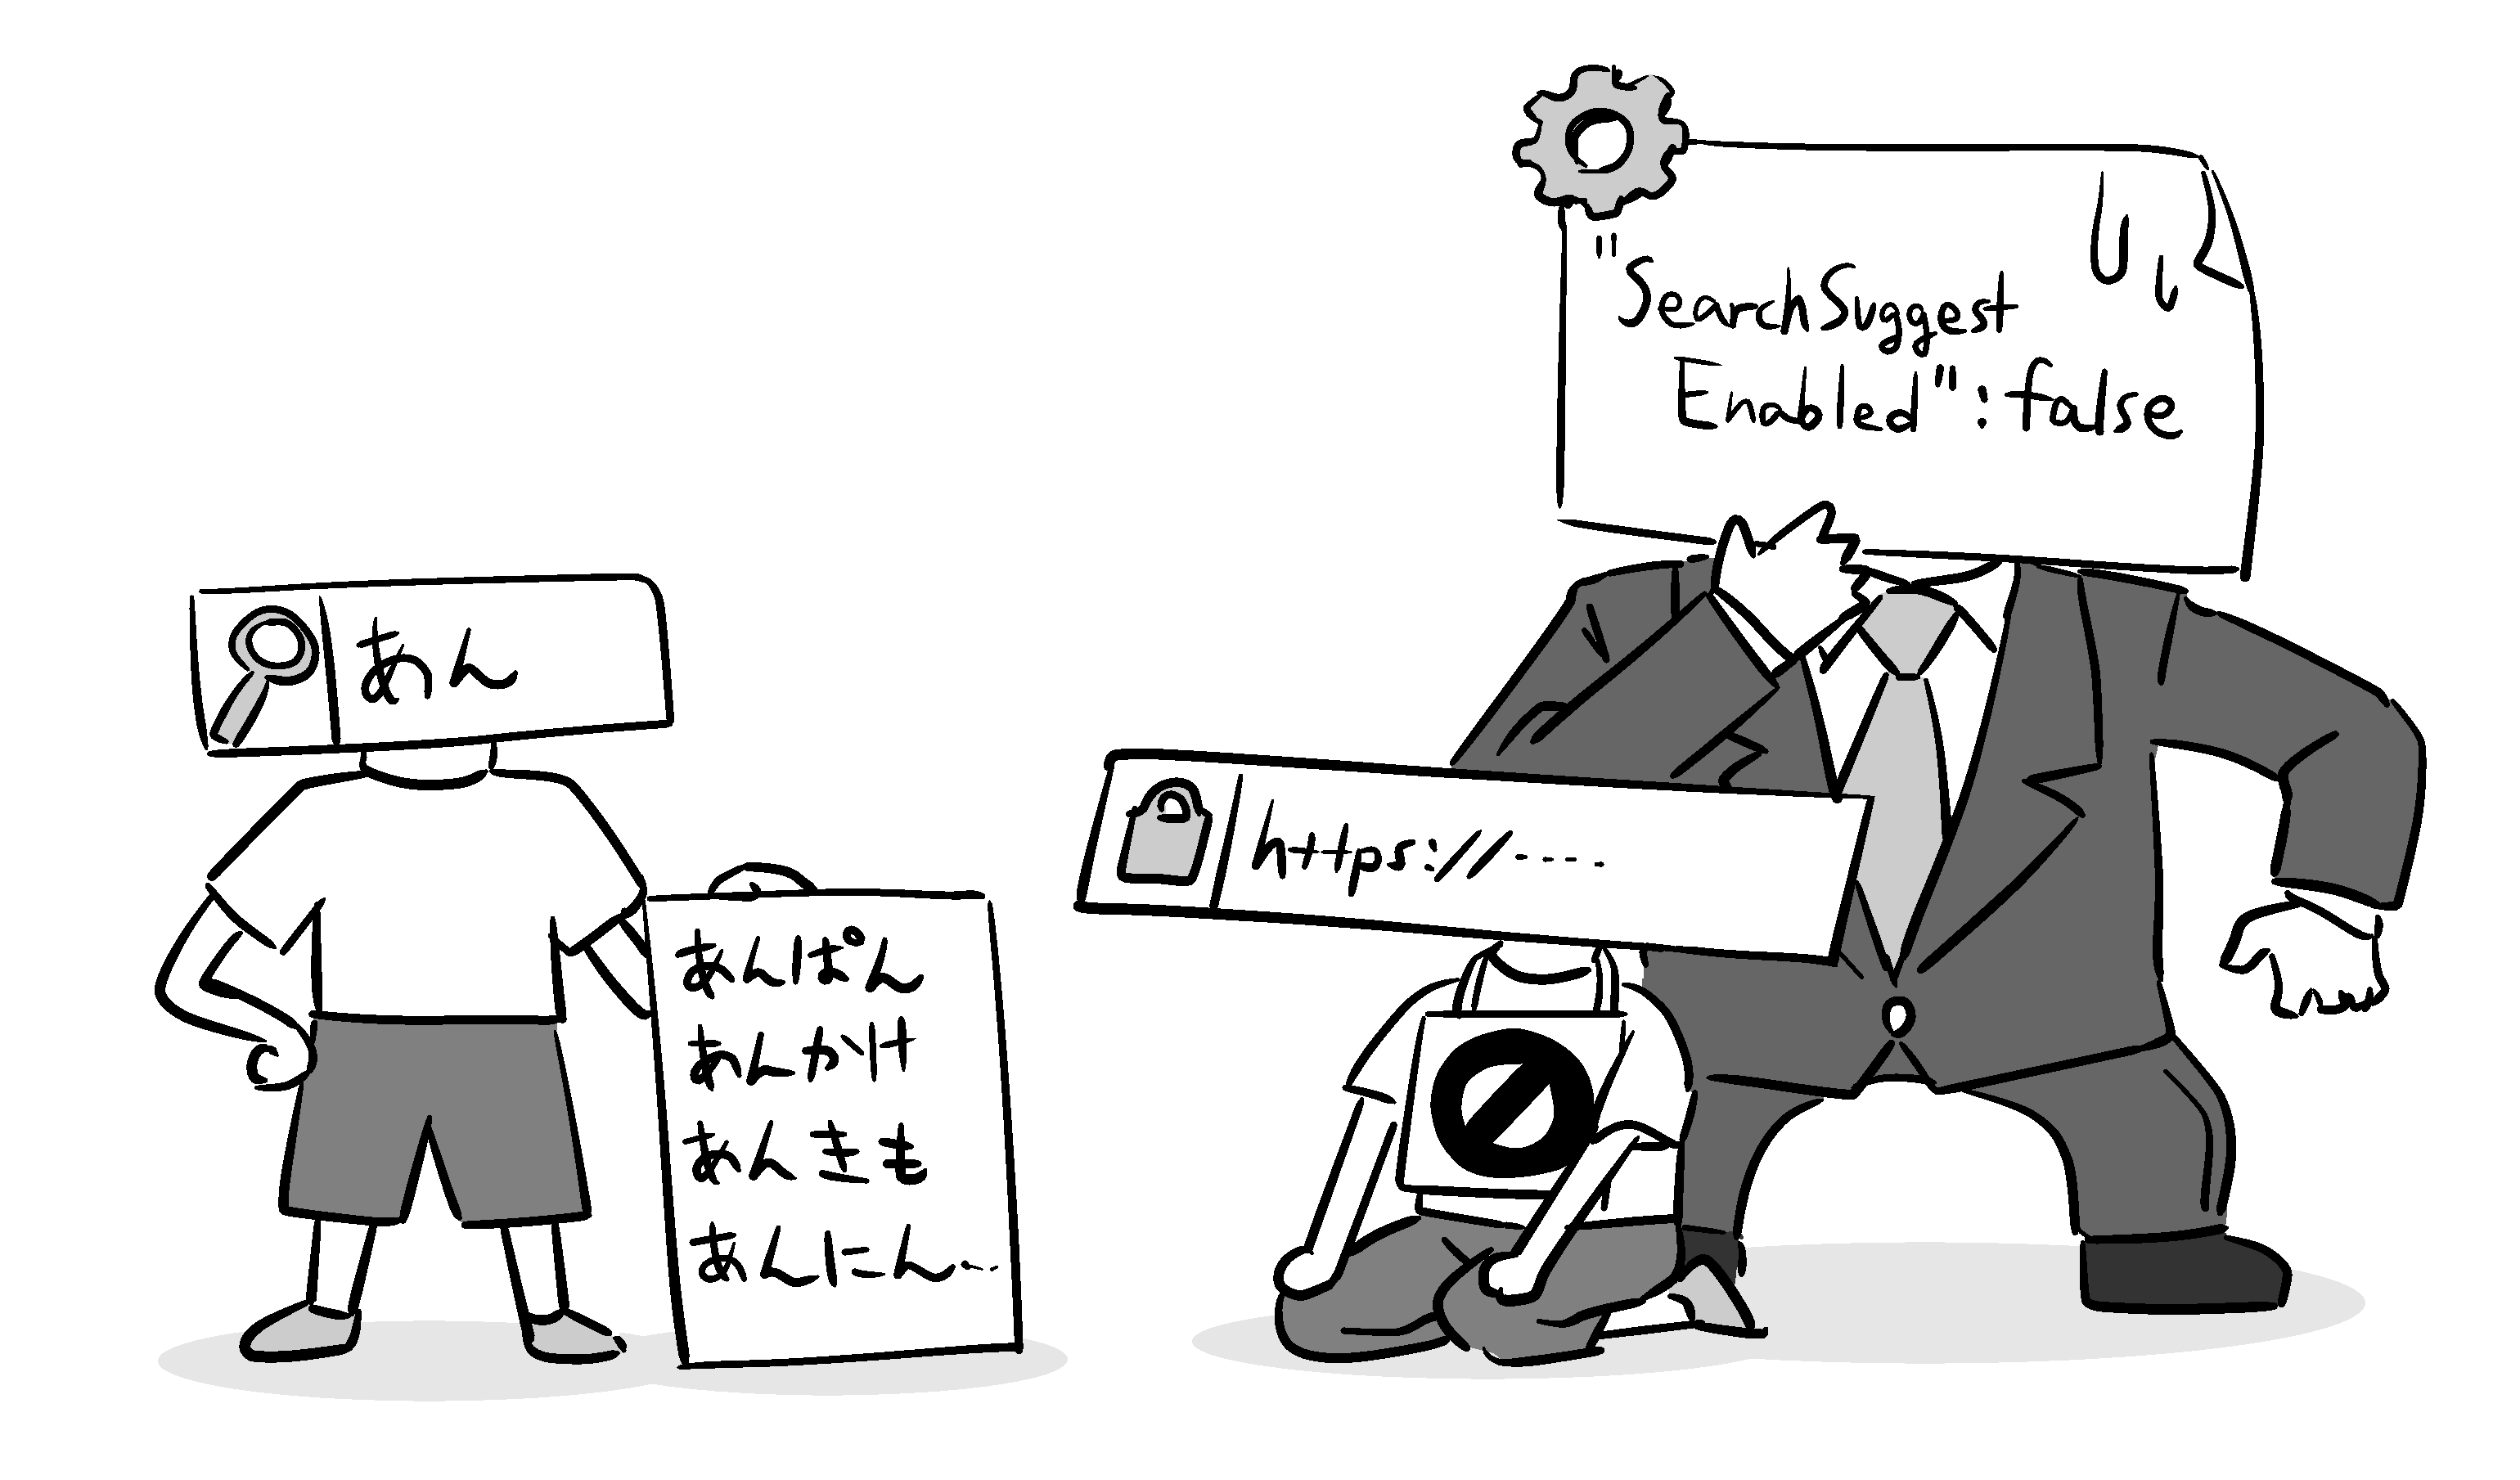 あん
あんぱん
あんかけ
あんきも
あんにん…
https://----
"SearchSuggest
Enabled":false